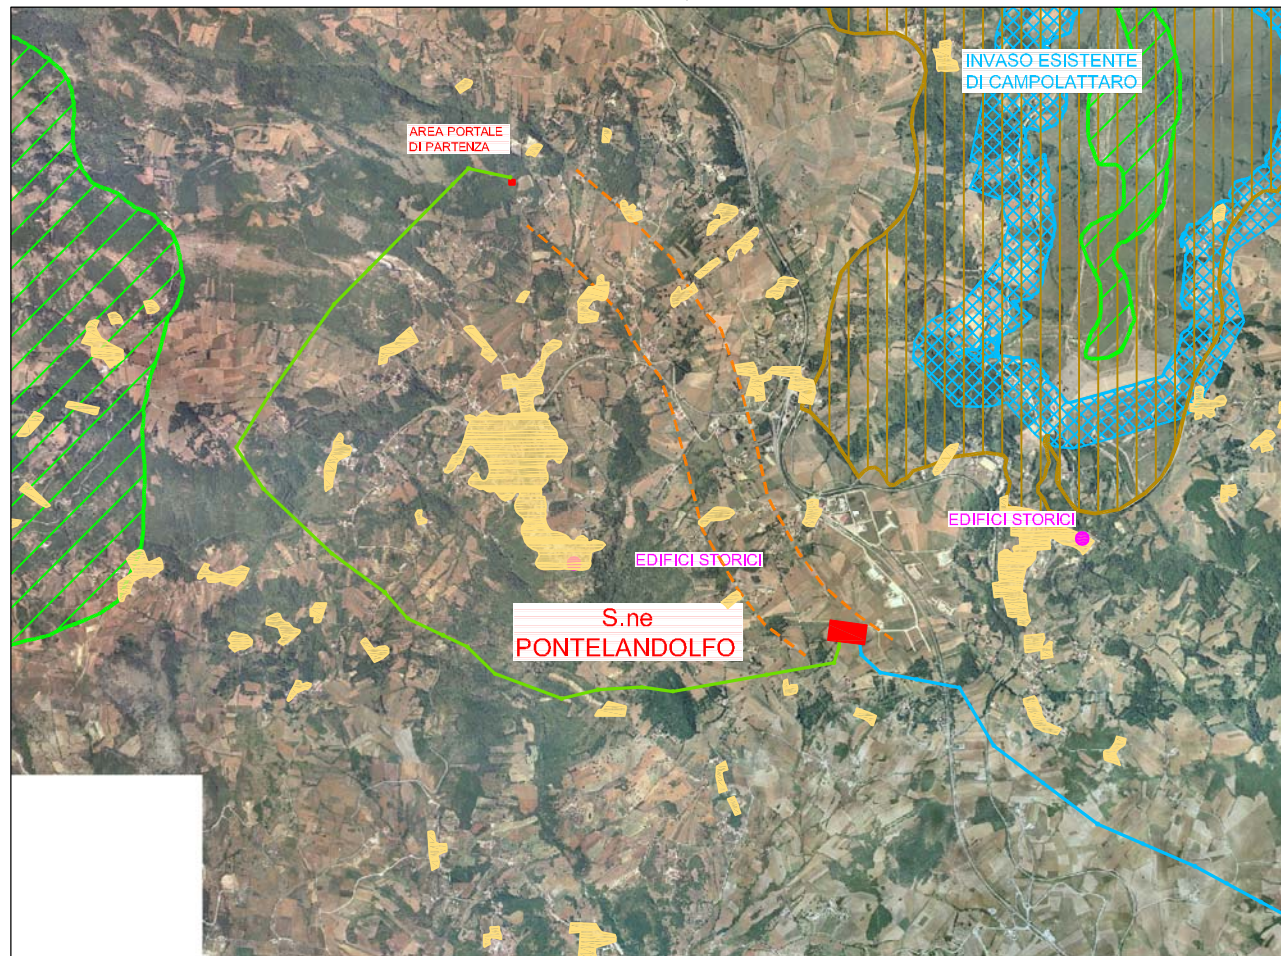 INVASO ESISTENTE
DI CAMPOLATTARO
AREA PORTALE
DI PARTENZA
EDIFICI STORICI
EDIFICI STORICI
S.ne
PONTELANDOLFO